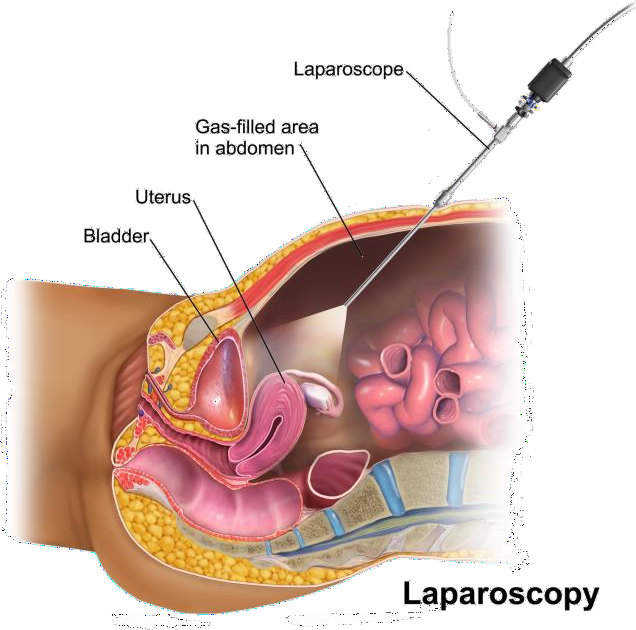 Laparoscope
Gas-filled area
in abdomen
Uterus
Bladder
Laparoscopy